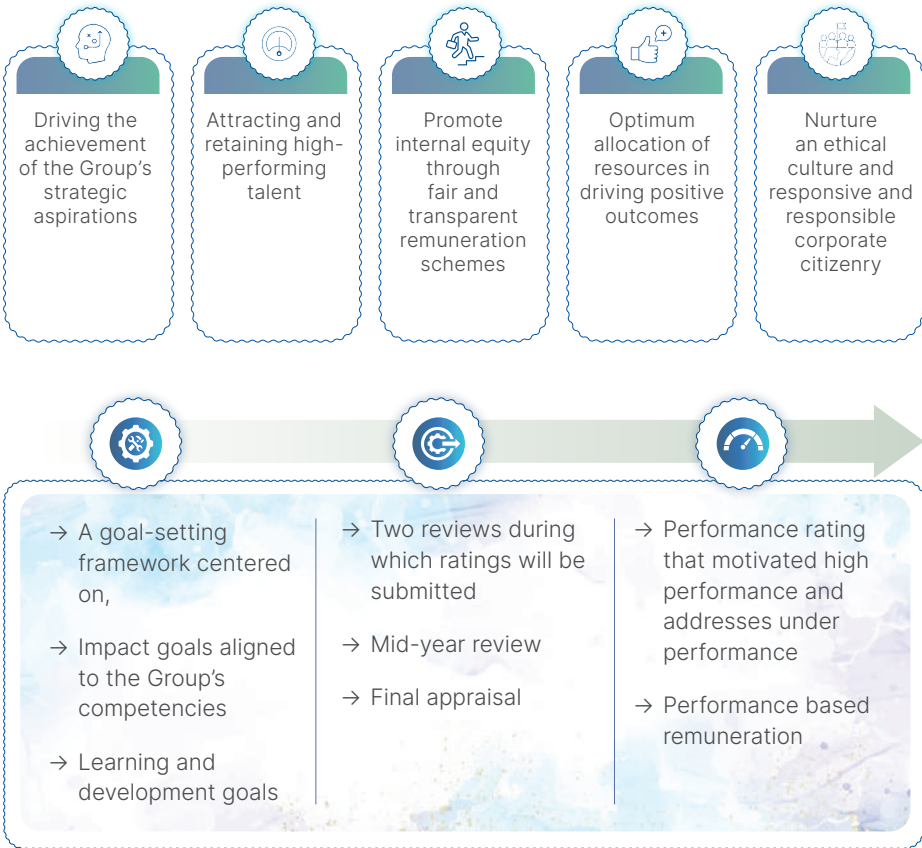 Driving the
achievement
of the Group’s
strategic
aspirations
Attracting and
retaining high-
performing
talent
Promote
internal equity
through
fair and
transparent
remuneration
schemes
Optimum
allocation of
resources in
driving positive
outcomes
Nurture
an ethical
culture and
responsive and
responsible
corporate
citizenry
→ A goal-setting
framework centered
on,
→ Impact goals aligned
to the Group’s
competencies
→ Learning and
development goals
→ Two reviews during
which ratings will be
submitted
→ Mid-year review
→ Final appraisal
→ Performance rating
that motivated high
performance and
addresses under
performance
→ Performance based
remuneration